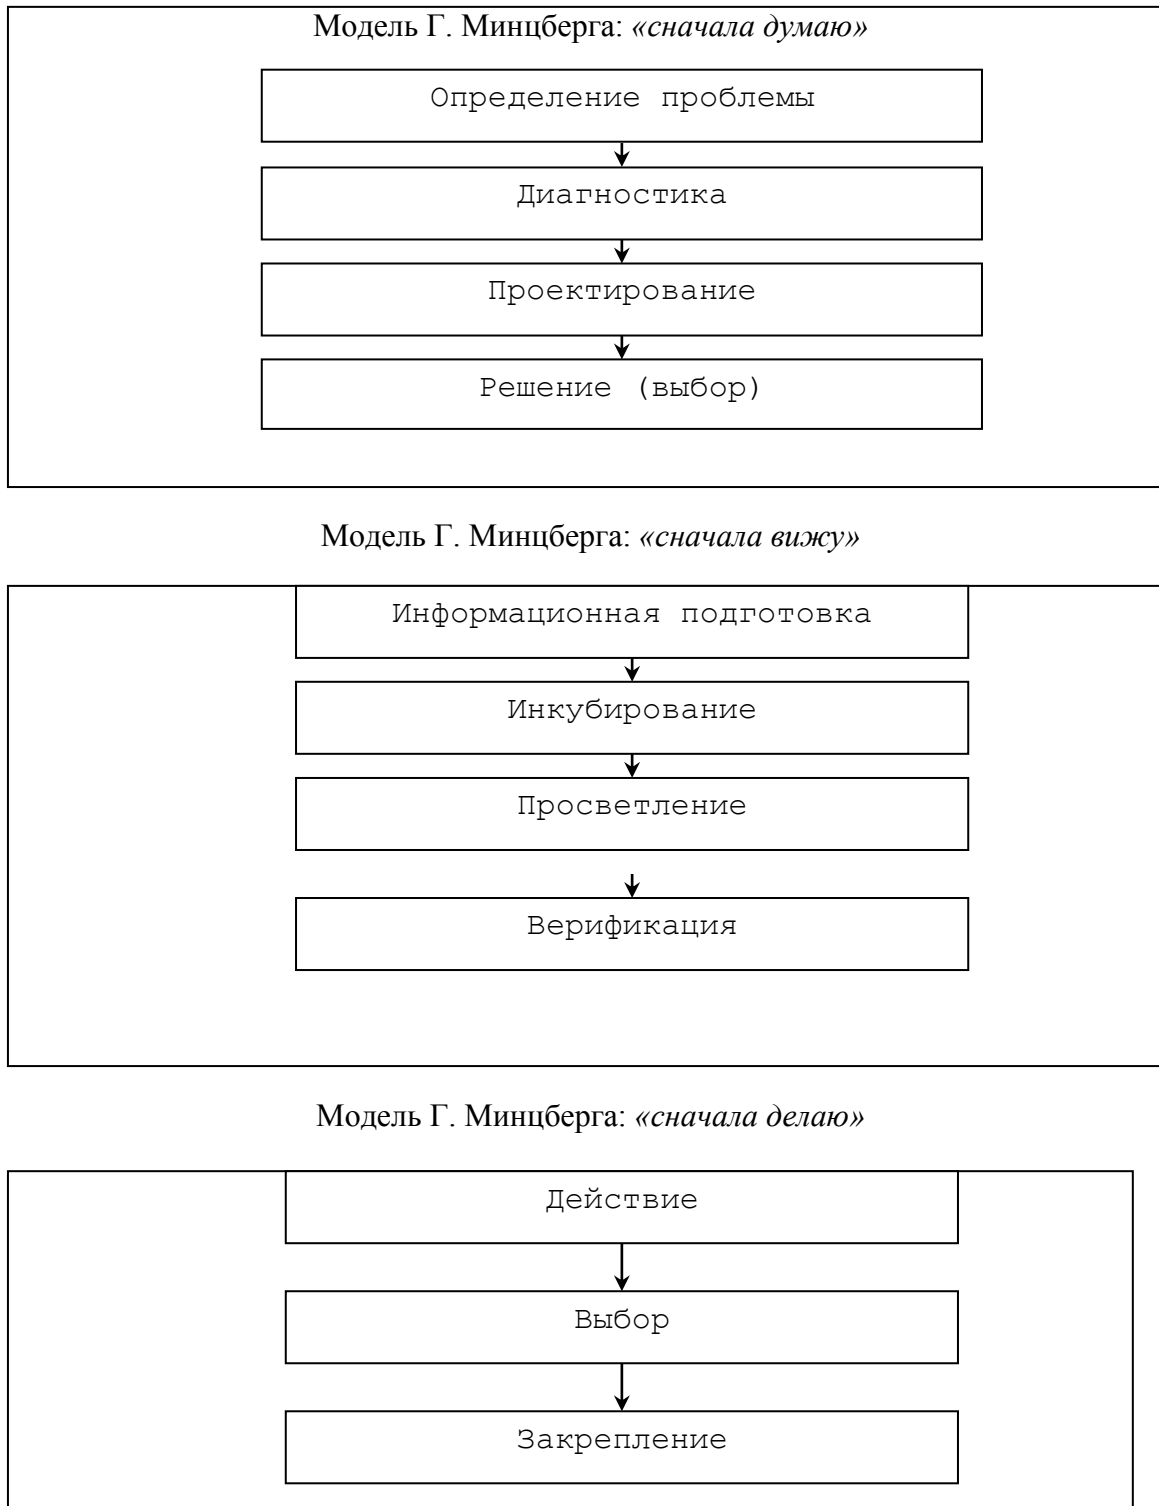 Модель Г. Минцберга: «сначала думаю»
Определение проблемы
Диагностика
Проектирование
Решение (выбор)
Модель Г. Минцберга: «сначала вижу»
Информационная подготовка
Инкубирование
Просветление
Верификация
Модель Г. Минцберга: «сначала делаю»
Действие
Выбор
Закрепление